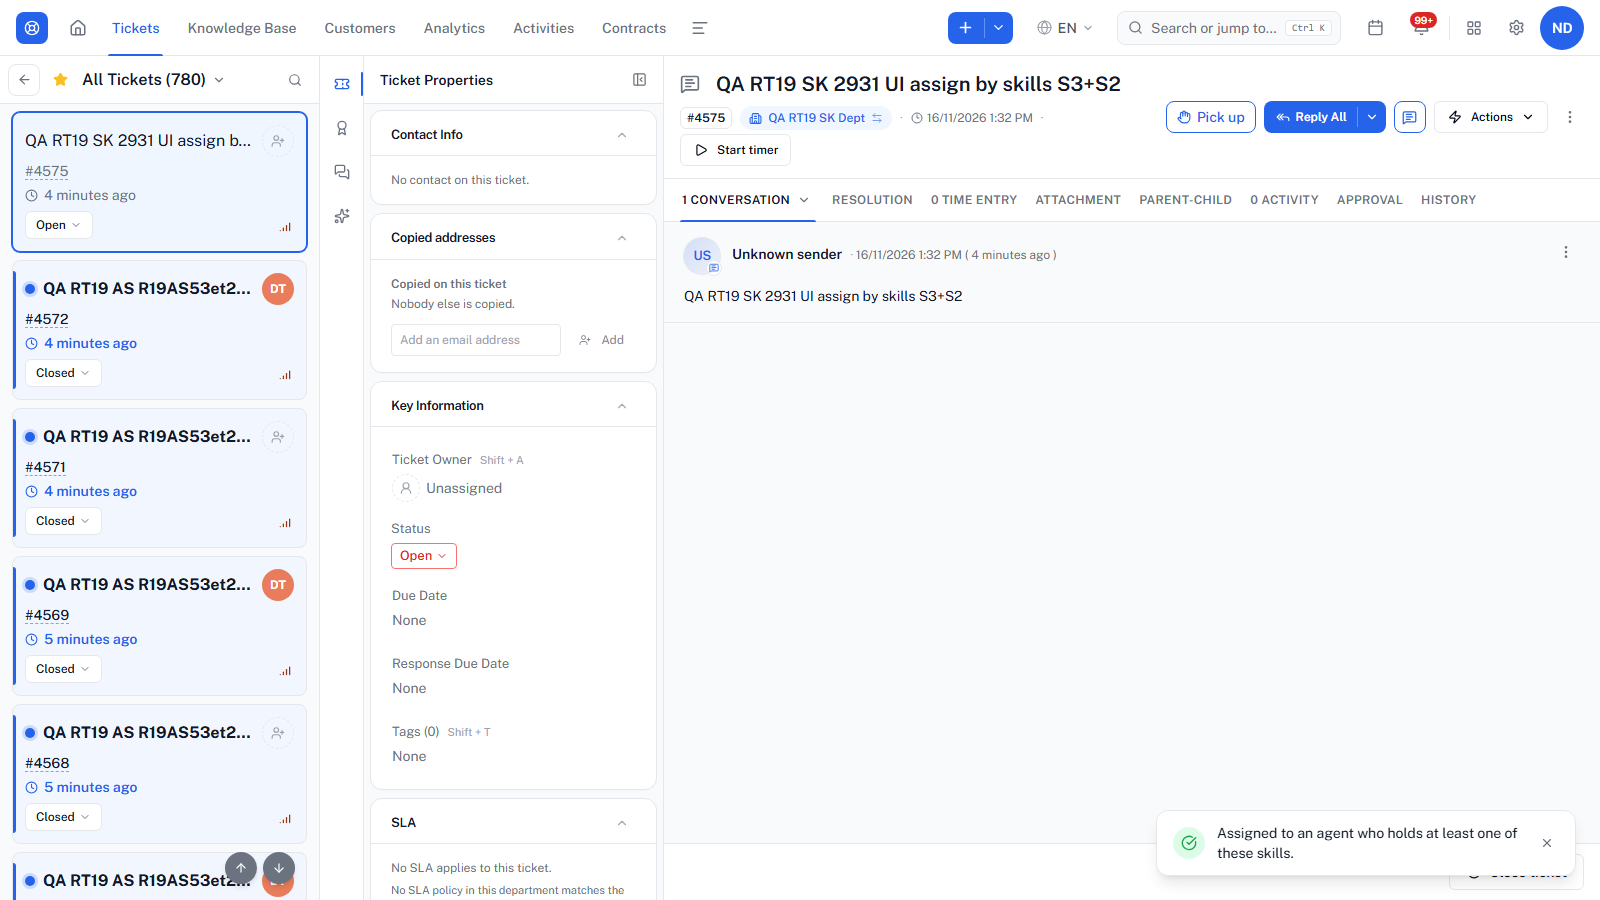 Tickets
Knowledge Base
Customers
Analytics
Activities
Contracts
EN
Search or jump to...
Ctrl K
99+
ND
All Tickets (780)
QA RT19 SK 2931 UI assign b...
#4575
4 minutes ago
Open
QA RT19 AS R19AS53et2...
DT
#4572
4 minutes ago
Closed
QA RT19 AS R19AS53et2...
#4571
4 minutes ago
Closed
QA RT19 AS R19AS53et2...
DT
#4569
5 minutes ago
Closed
QA RT19 AS R19AS53et2...
#4568
5 minutes ago
Closed
QA RT19 AS R19AS53et2...
Ticket Properties
Contact Info
No contact on this ticket.
Copied addresses
Copied on this ticket
Nobody else is copied.
Add an email address
Add
Key Information
Ticket Owner Shift + A
Unassigned
Status
Open
Due Date
None
Response Due Date
None
Tags (0) Shift + T
None
SLA
No SLA applies to this ticket.
No SLA policy in this department matches the
QA RT19 SK 2931 UI assign by skills S3+S2
#4575
QA RT19 SK Dept
· 16/11/2026 1:32 PM ·
Pick up
Reply All
Actions
Start timer
1 CONVERSATION
RESOLUTION
0 TIME ENTRY
ATTACHMENT
PARENT-CHILD
0 ACTIVITY
APPROVAL
HISTORY
US
Unknown sender · 16/11/2026 1:32 PM ( 4 minutes ago )
QA RT19 SK 2931 UI assign by skills S3+S2
Assigned to an agent who holds at least one of
these skills.